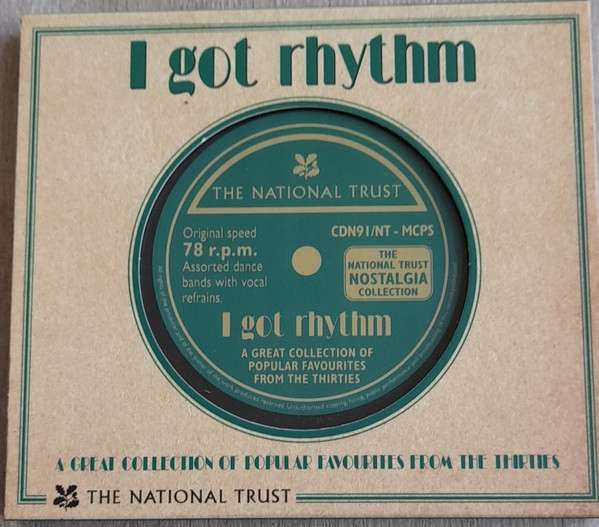 I got rhythm
THE NATIONAL TRUST
Original speed
78 r.p.m.
Assorted dance
bands with vocal
refrains.
CDN91/NT - MCPS
THE
NATIONAL TRUST
NOSTALGIA
COLLECTION
I got rhythm
A GREAT COLLECTION OF
POPULAR FAVOURITES
FROM THE THIRTIES
A GREAT COLLECTION OF POPULAR FAVOURITES FROM THE THIRTIES
THE NATIONAL TRUST